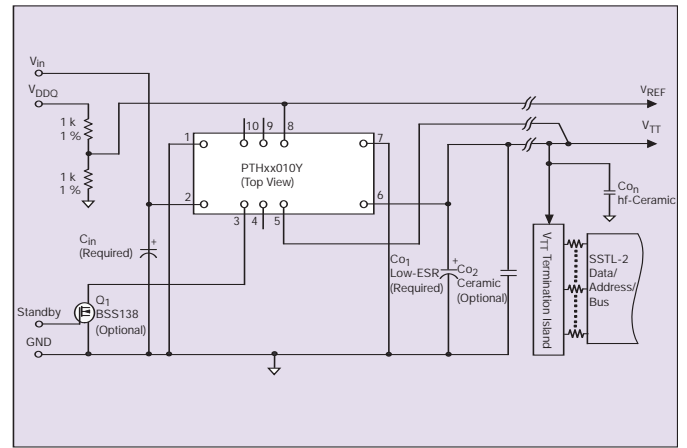 Vin
VDDQ
1 k
1 %
1 k
1 %
VREF
VTT
1
10
9
8
7
PTHxx010Y
(Top View)
2
3
4
5
6
Con
hf-Ceramic
Cin
(Required)
+
Co1
Low-ESR
(Required)
+
Co2
Ceramic
(Optional)
VTT Termination Island
SSTL-2
Data/
Address/
Bus
Q1
BSS138
(Optional)
Standby
GND